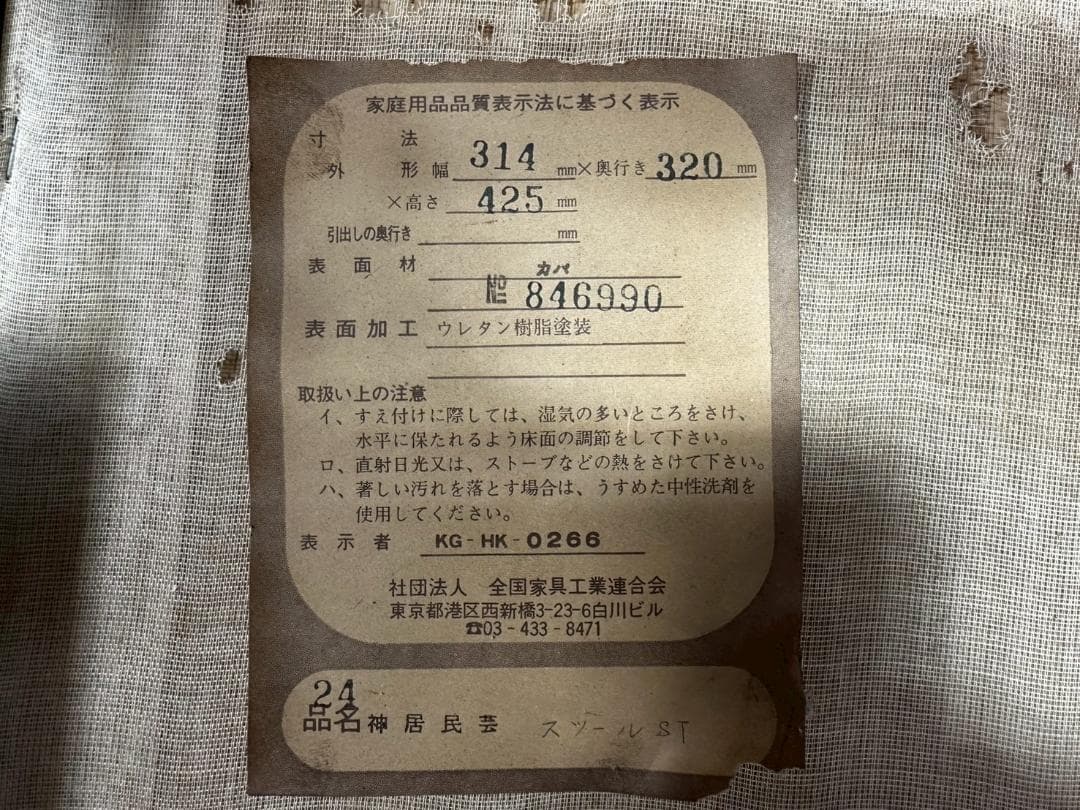 家庭用品品質表示法に基づく表示
寸法
外形幅 314 mm×奥行き 320 mm
×高さ 425 mm
引出しの奥行き mm
表面材 カバ
№ 846990
表面加工 ウレタン樹脂塗装
取扱い上の注意
イ、すえ付けに際しては、湿気の多いところをさけ、
水平に保たれるよう床面の調節をして下さい。
ロ、直射日光又は、ストーブなどの熱をさけて下さい。
ハ、著しい汚れを落とす場合は、うすめた中性洗剤を
使用してください。
表示者 KG-HK-0266
社団法人 全国家具工業連合会
東京都港区西新橋3-23-6白川ビル
☎03-433-8471
24
品名 神居民芸 スツールST